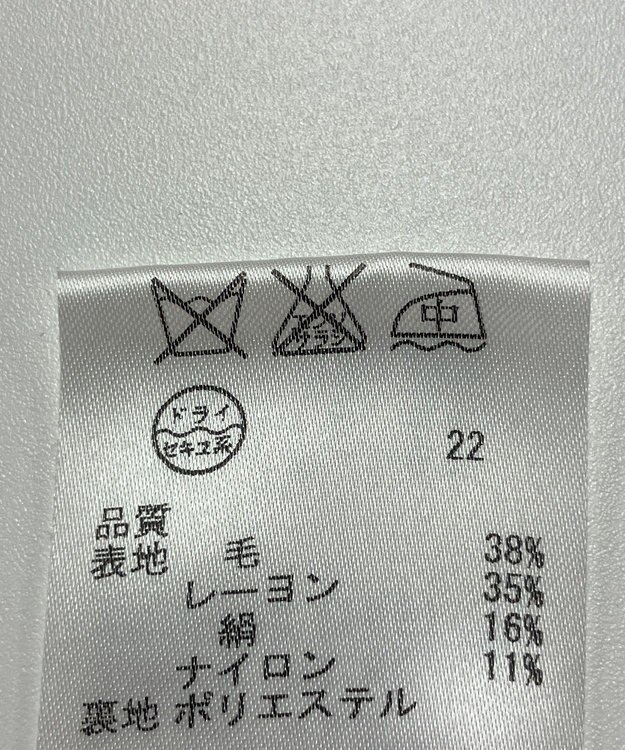 エンソ
サラシ
中
ドライ
セキユ系
22
品質
表地 毛 38%
レーヨン 35%
絹 16%
ナイロン 11%
裏地 ポリエステル